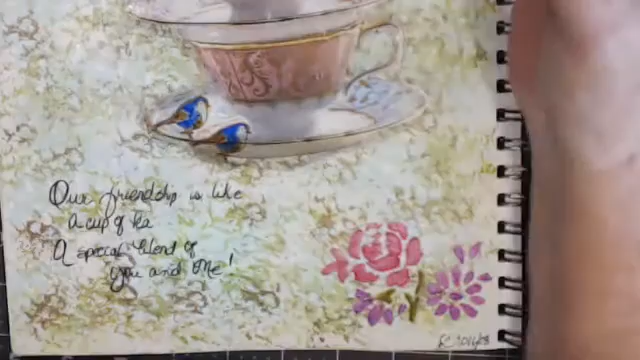 Our friendship is like
A cup of tea
A special blend of
You and Me!